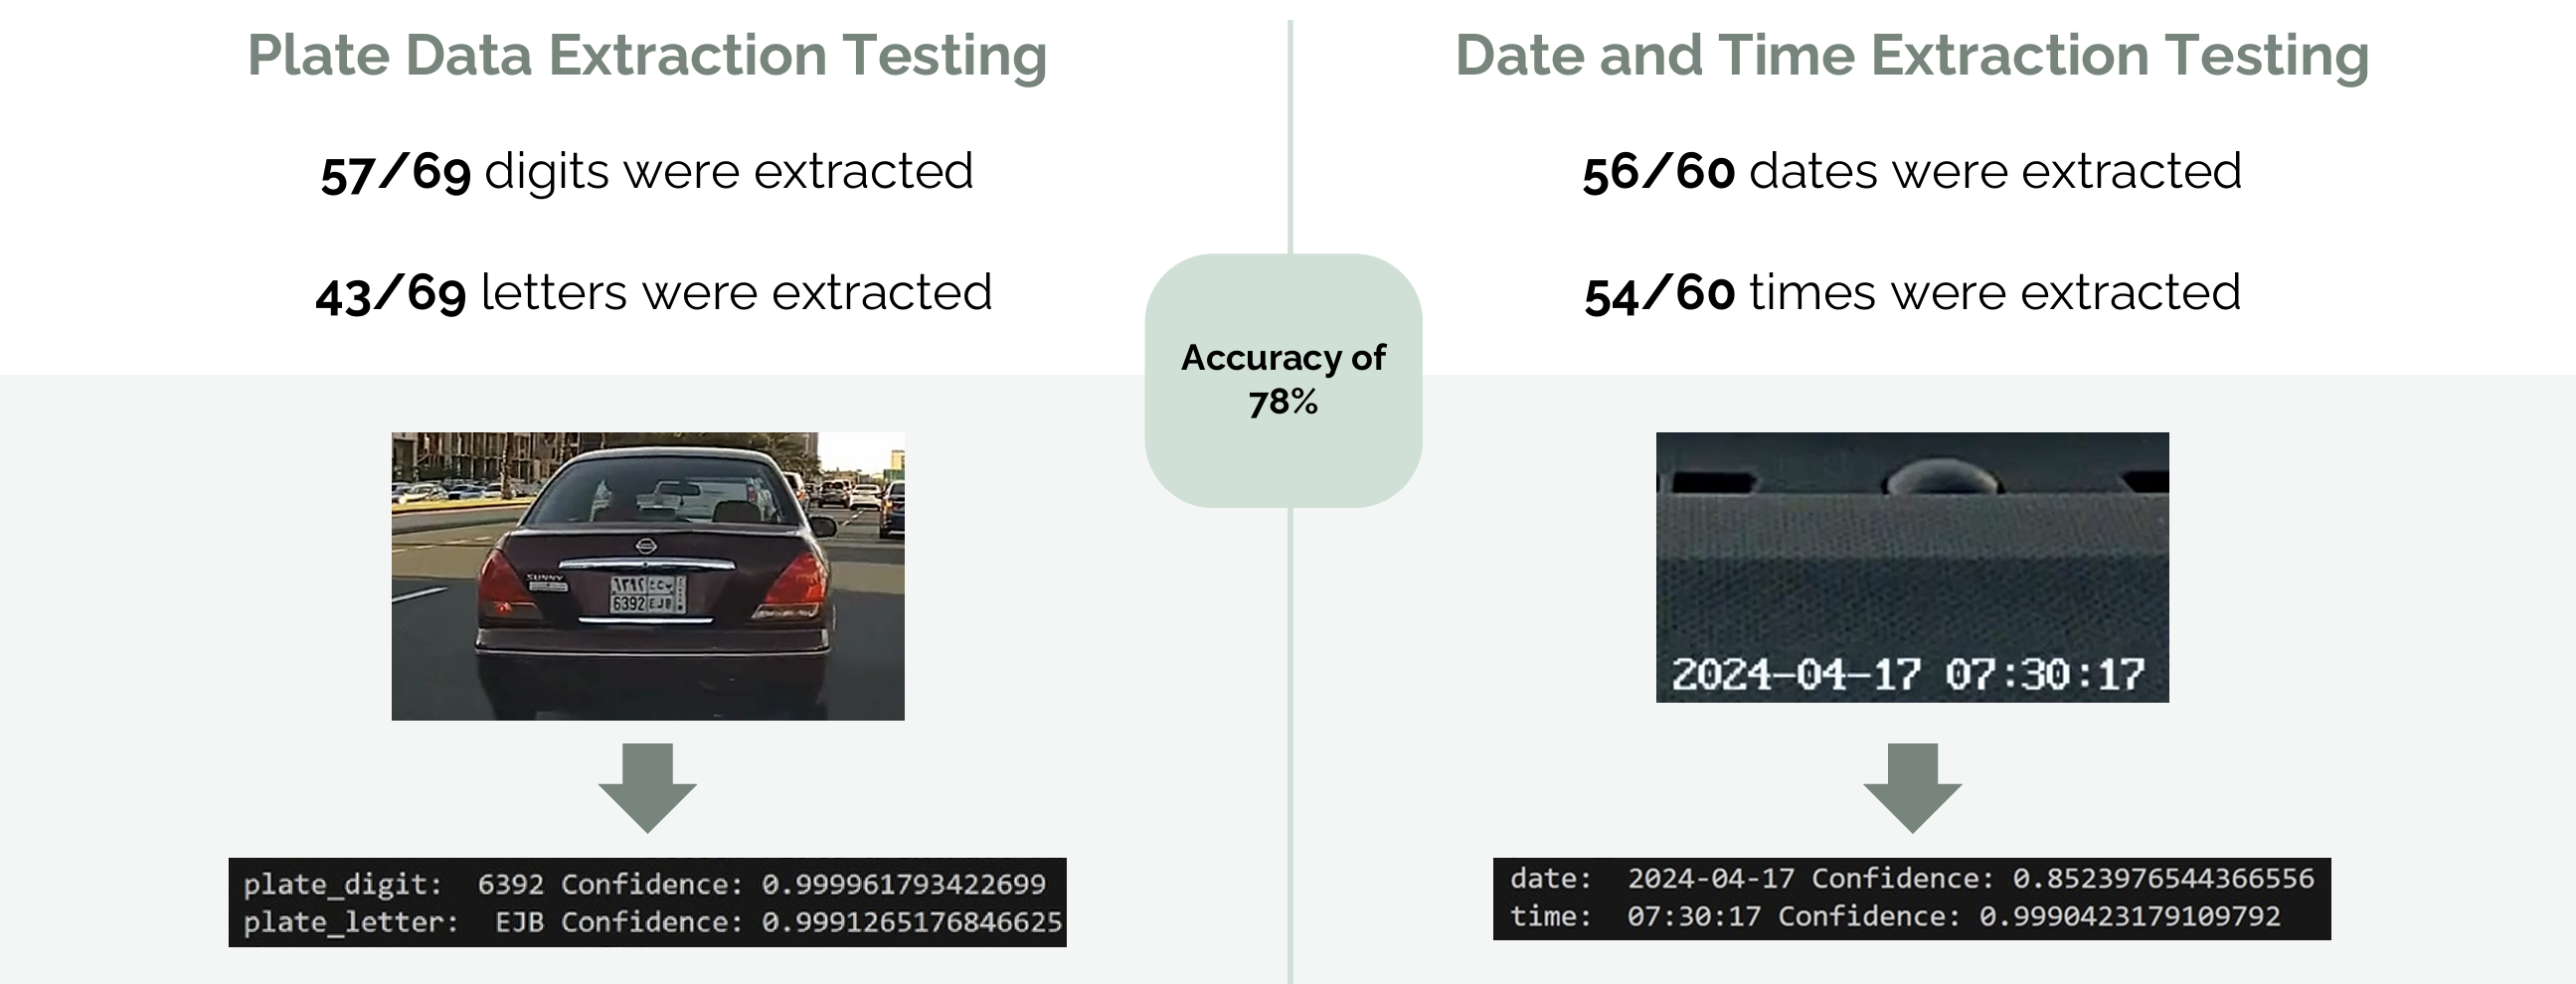 Plate Data Extraction Testing
57/69 digits were extracted
43/69 letters were extracted
SUNNY
6392 EJB
plate_digit: 6392 Confidence: 0.999961793422699
plate_letter: EJB Confidence: 0.9991265176846625
Accuracy of
78%
Date and Time Extraction Testing
56/60 dates were extracted
54/60 times were extracted
2024-04-17 07:30:17
date: 2024-04-17 Confidence: 0.8523976544366556
time: 07:30:17 Confidence: 0.9990423179109792